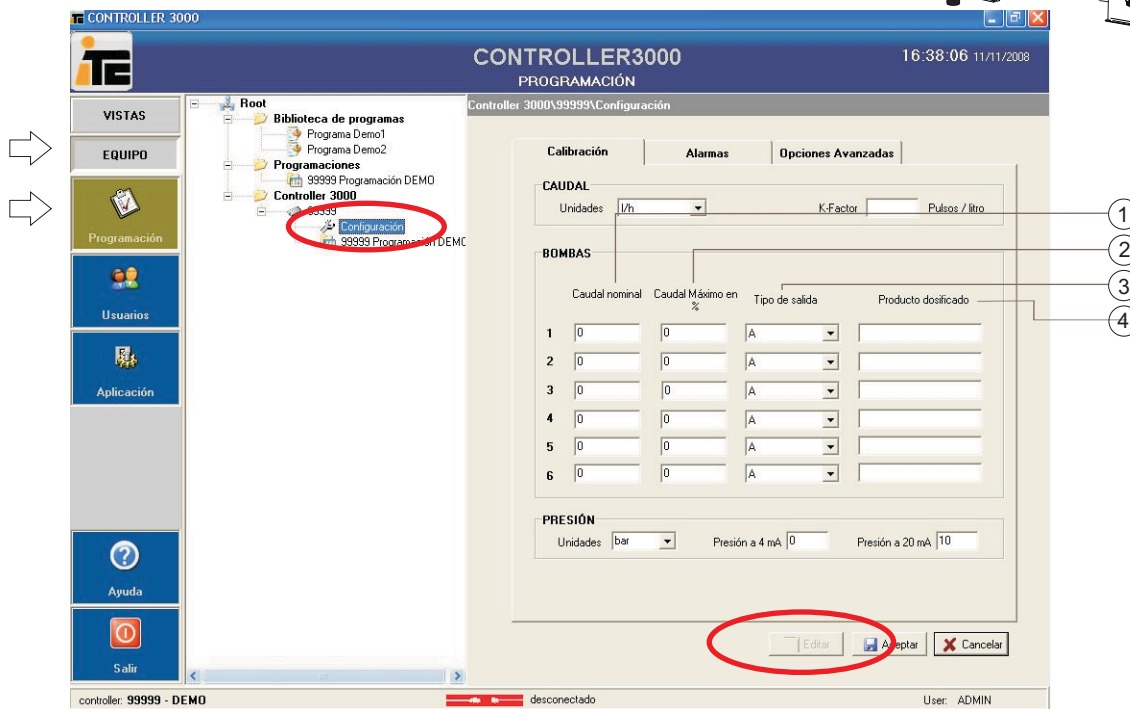 CONTROLLER 3000
iTC
CONTROLLER3000
PROGRAMACIÓN
16:38:06 11/11/2008
VISTAS
EQUIPO
Programación
Usuarios
Aplicación
Ayuda
Salir
Root
Biblioteca de programas
Programa Demo1
Programa Demo2
Programaciones
99999 Programación DEMO
Controller 3000
99999
Configuración
99999 Programación DEMO
Controller 3000\99999\Configuración
Calibración Alarmas Opciones Avanzadas
CAUDAL
Unidades l/h K-Factor Pulsos / litro
BOMBAS
Caudal nominal Caudal Máximo en % Tipo de salida Producto dosificado
1 0 0 A
2 0 0 A
3 0 0 A
4 0 0 A
5 0 0 A
6 0 0 A
PRESIÓN
Unidades bar Presión a 4 mA 0 Presión a 20 mA 10
Editar Aceptar Cancelar
1
2
3
4
controller: 99999 - DEMO desconectado User: ADMIN